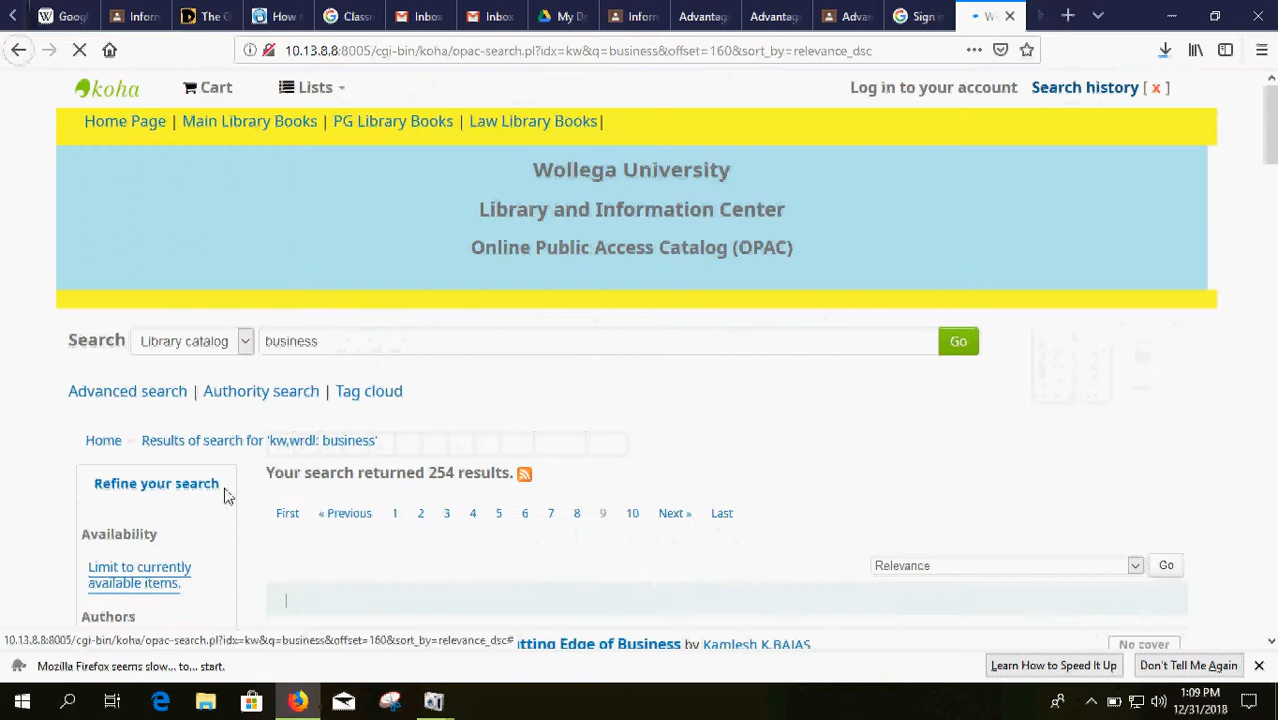 Googl
Inforn
The G
How
Classr
Inbox
Inbox
My Dr
Inforn
Advantag
Advantag
Advar
Sign i
W
10.13.8.8:8005/cgi-bin/koha/opac-search.pl?idx=kw&q=business&offset=160&sort_by=relevance_dsc
koha Cart Lists Log in to your account Search history [ x ]
Home Page | Main Library Books | PG Library Books | Law Library Books|
Wollega University
Library and Information Center
Online Public Access Catalog (OPAC)
Search Library catalog business Go
Advanced search | Authority search | Tag cloud
Home Results of search for 'kw,wrdl: business'
Refine your search
Your search returned 254 results.
First « Previous 1 2 3 4 5 6 7 8 9 10 Next » Last
Availability
Limit to currently
available items.
Relevance Go
Authors
10.13.8.8:8005/cgi-bin/koha/opac-search.pl?idx=kw&q=business&offset=160&sort_by=relevance_dsc#
tting Edge of Business by Kamlesh K.BAJAS
No cover
Mozilla Firefox seems slow... to... start. Learn How to Speed It Up Don't Tell Me Again
1:09 PM
12/31/2018